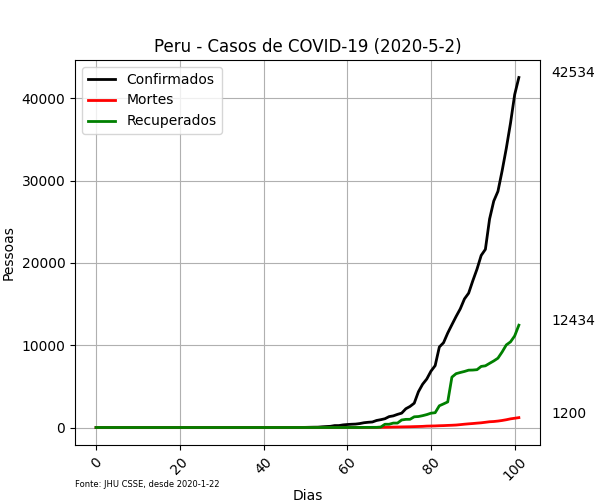 Peru - Casos de COVID-19 (2020-5-2)
Confirmados
Mortes
Recuperados
42534
12434
1200
Pessoas
40000
30000
20000
10000
0
0
20
40
60
80
100
Dias
Fonte: JHU CSSE, desde 2020-1-22